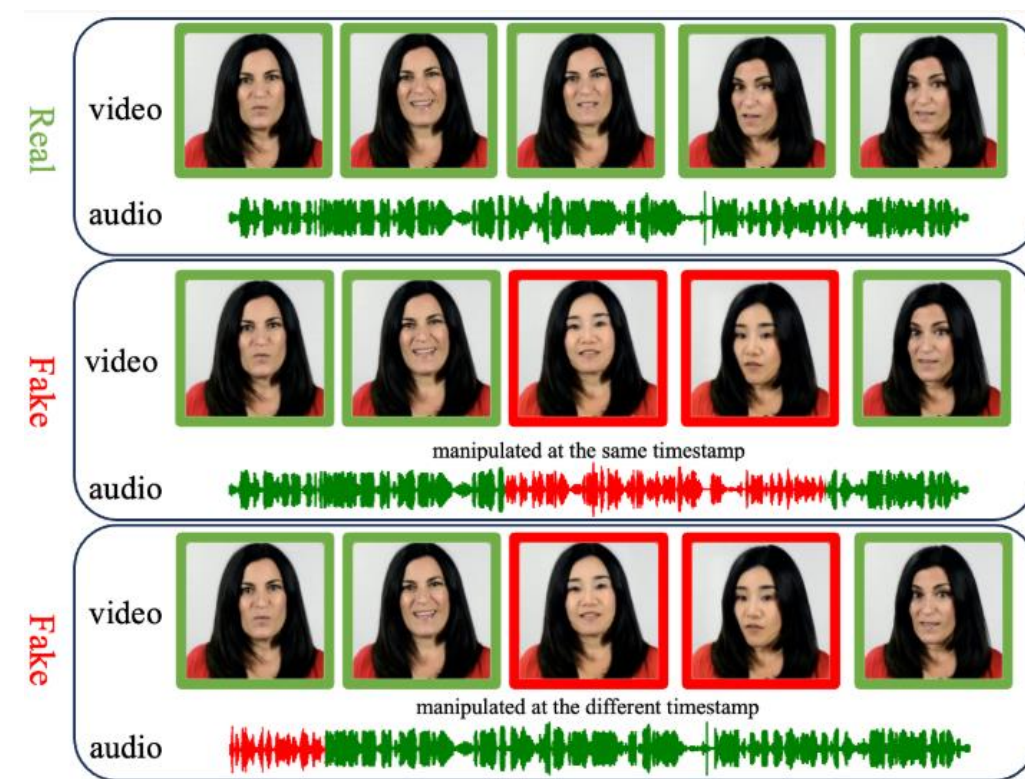 Real
video
audio
Fake
video
manipulated at the same timestamp
audio
Fake
video
manipulated at the different timestamp
audio